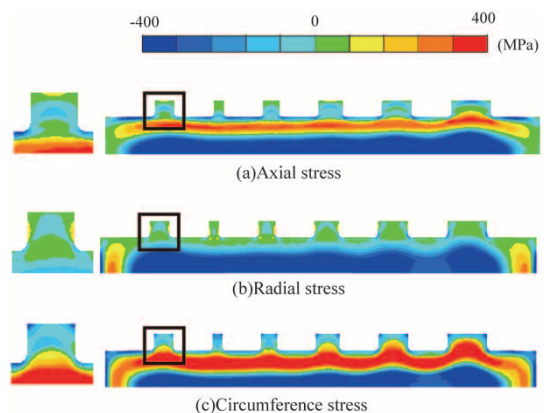 -400 0 400
(MPa)
(a)Axial stress
(b)Radial stress
(c)Circumference stress